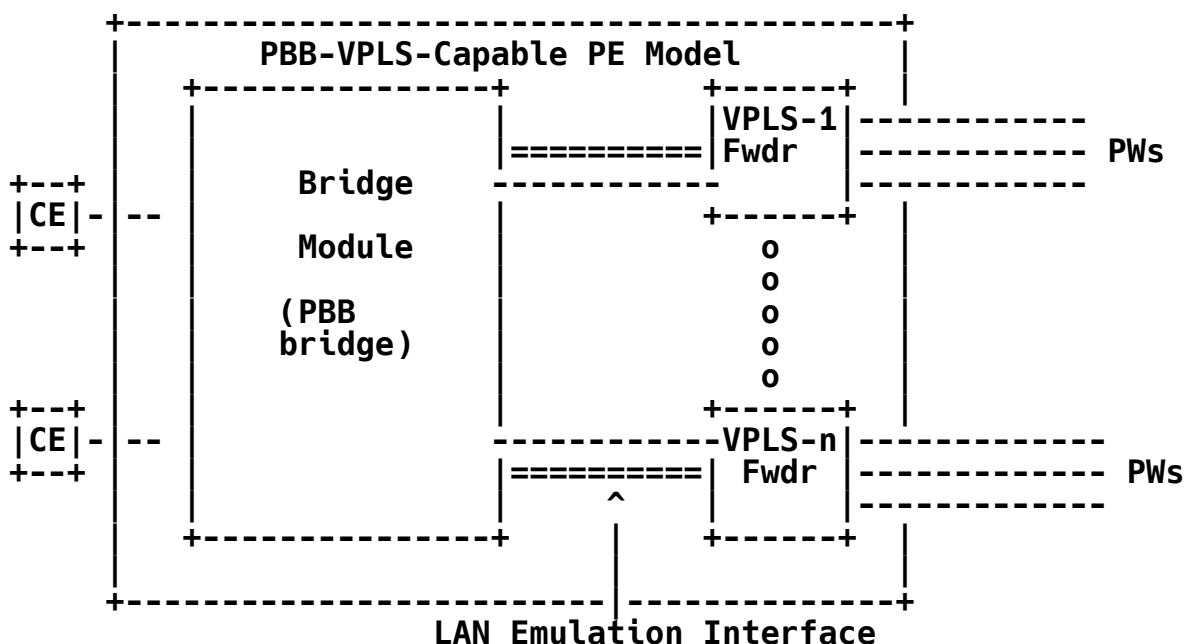 PBB-VPLS-Capable PE Model
VPLS-1
Fwdr PWs
Bridge
CE
Module
o
o
(PBB o
bridge) o
o
CE VPLS-n
Fwdr PWs
^
LAN Emulation Interface